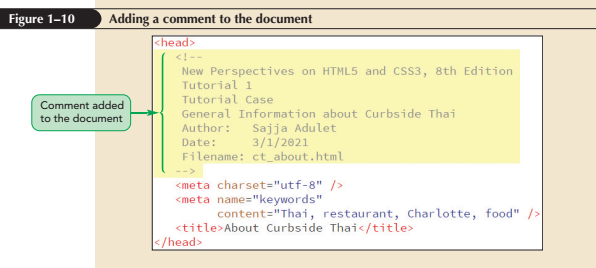 Figure 1–10 Adding a comment to the document
<head>
<!--
New Perspectives on HTML5 and CSS3, 8th Edition
Tutorial 1
Tutorial Case
General Information about Curbside Thai
Author:   Sajja Adulet
Date:     3/1/2021
Filename: ct_about.html
-->
<meta charset="utf-8" />
<meta name="keywords"
content="Thai, restaurant, Charlotte, food" />
<title>About Curbside Thai</title>
</head>
Comment added
to the document